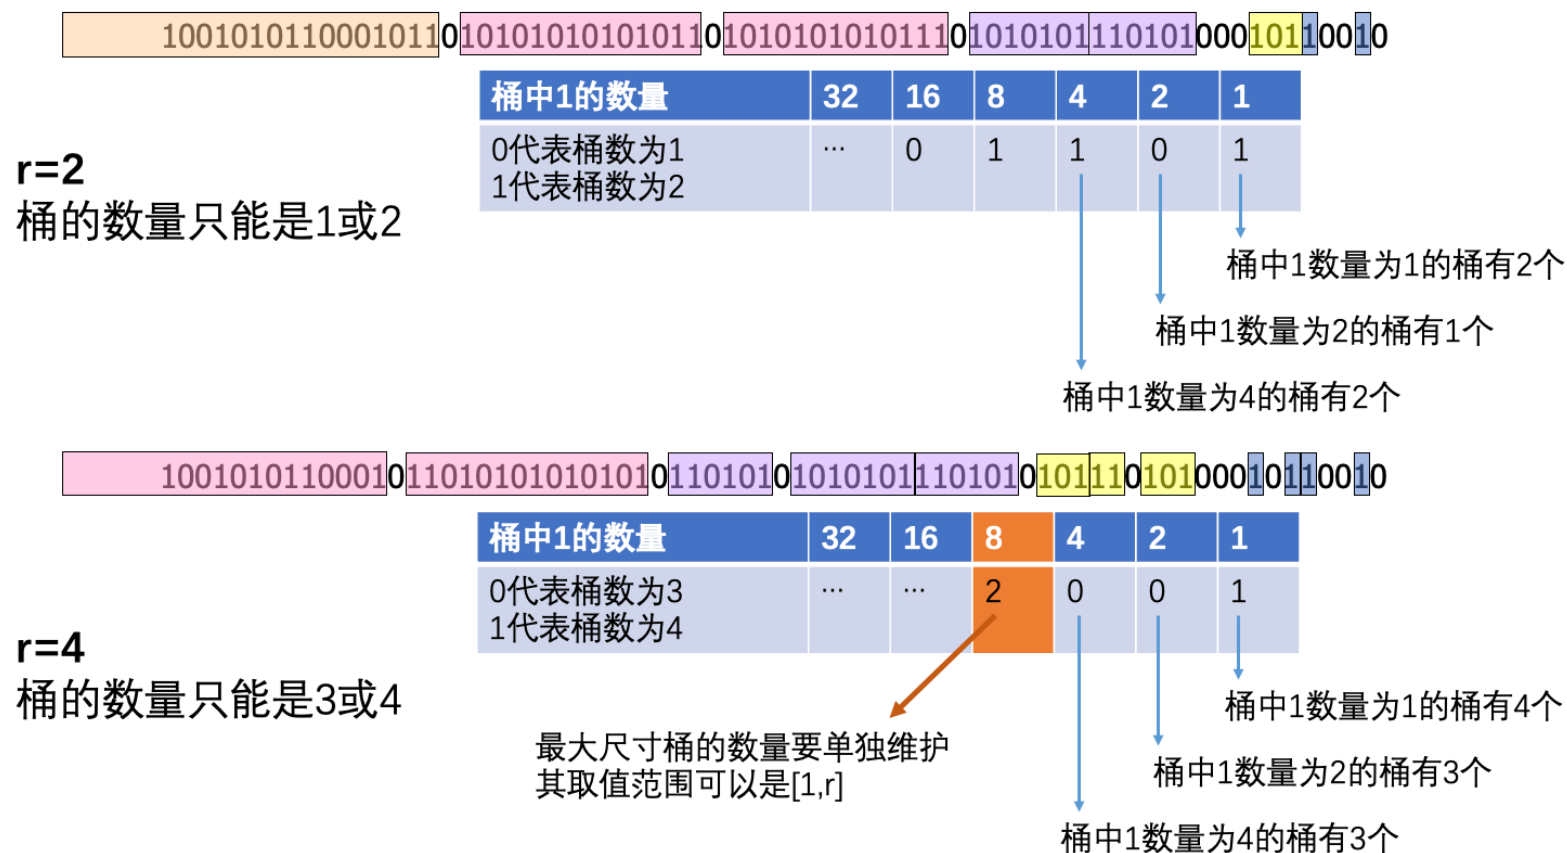 1001010110001011010101010101011010101010101110101010111010100010110010
桶中1的数量 32 16 8 4 2 1
0代表桶数为1 ... 0 1 1 0 1
1代表桶数为2
r=2
桶的数量只能是1或2
桶中1数量为1的桶有2个
桶中1数量为2的桶有1个
桶中1数量为4的桶有2个
1001010110001011010101010101011010101010101110101010111010100010110010
桶中1的数量 32 16 8 4 2 1
0代表桶数为3 ... ... 2 0 0 1
1代表桶数为4
r=4
桶的数量只能是3或4
最大尺寸桶的数量要单独维护
其取值范围可以是[1,r]
桶中1数量为1的桶有4个
桶中1数量为2的桶有3个
桶中1数量为4的桶有3个